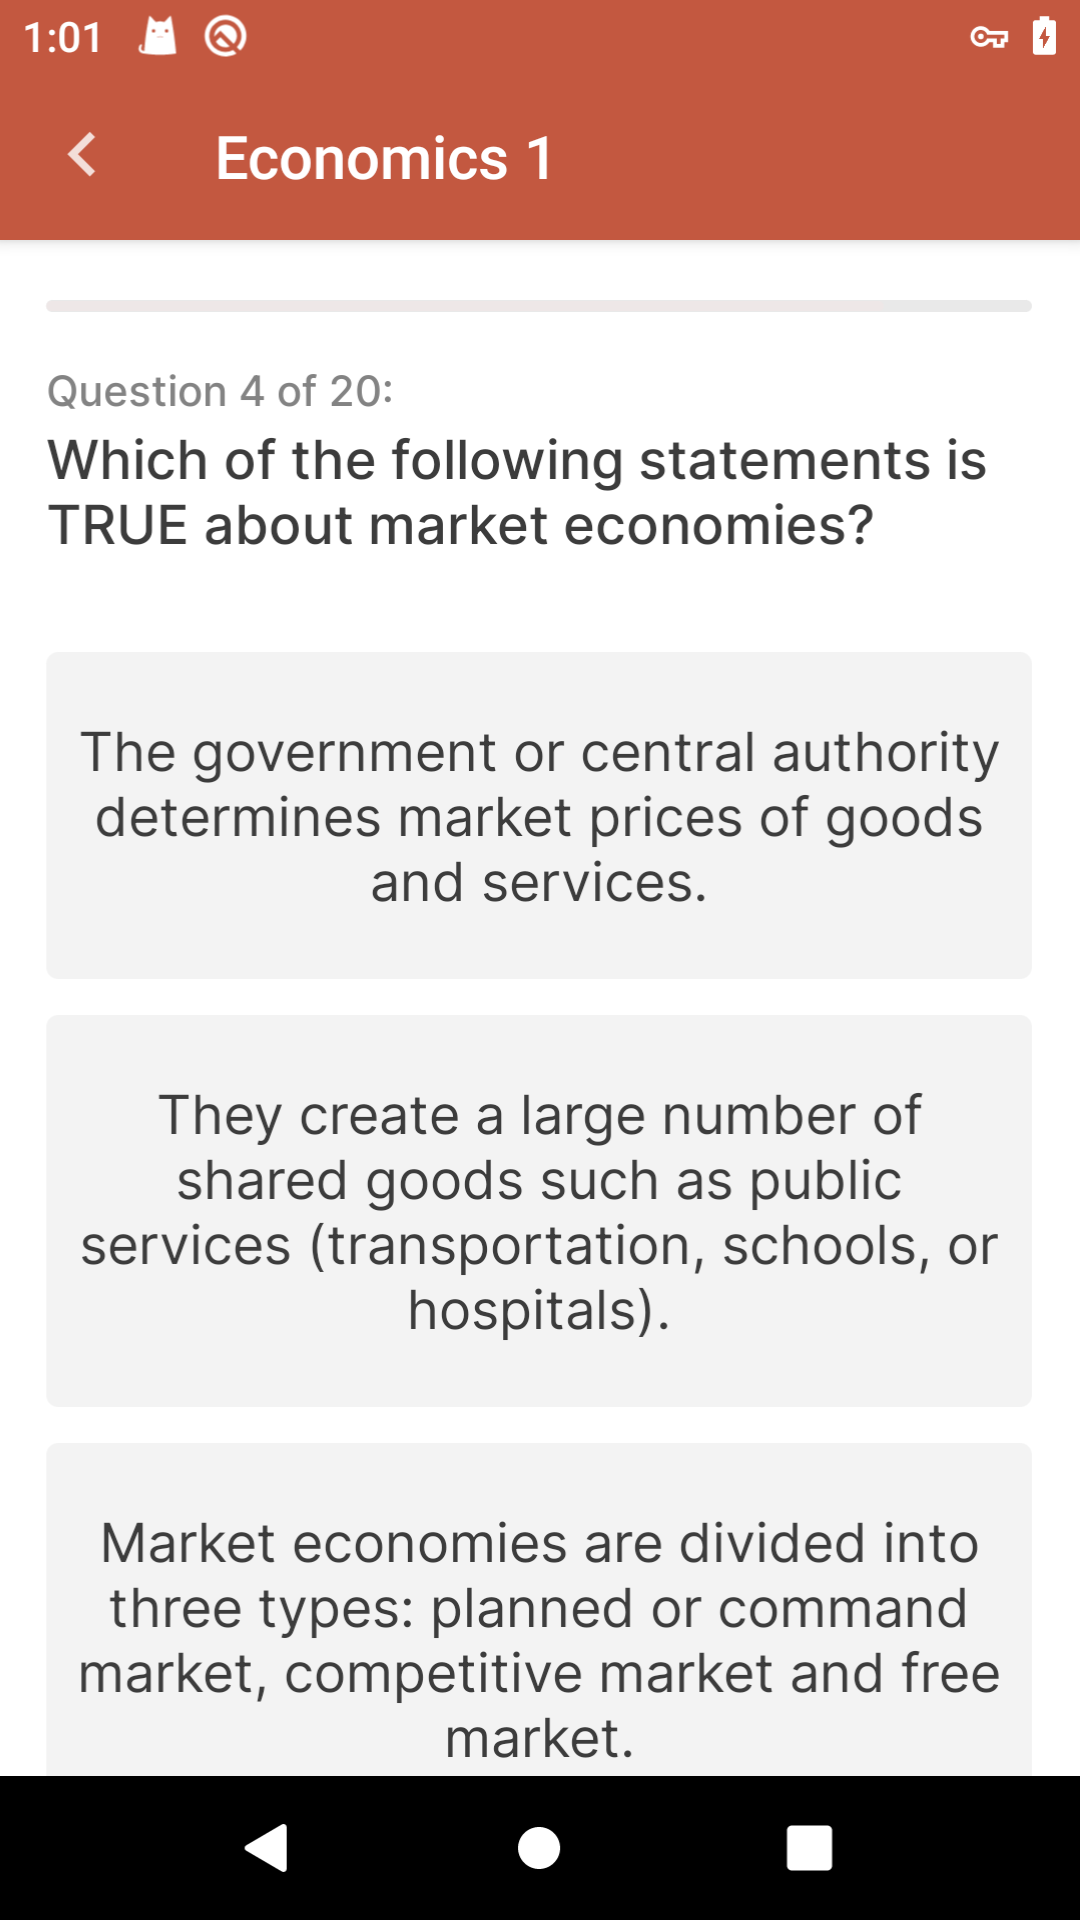 1:01
Economics 1
Question 4 of 20:
Which of the following statements is
TRUE about market economies?
The government or central authority
determines market prices of goods
and services.
They create a large number of
shared goods such as public
services (transportation, schools, or
hospitals).
Market economies are divided into
three types: planned or command
market, competitive market and free
market.